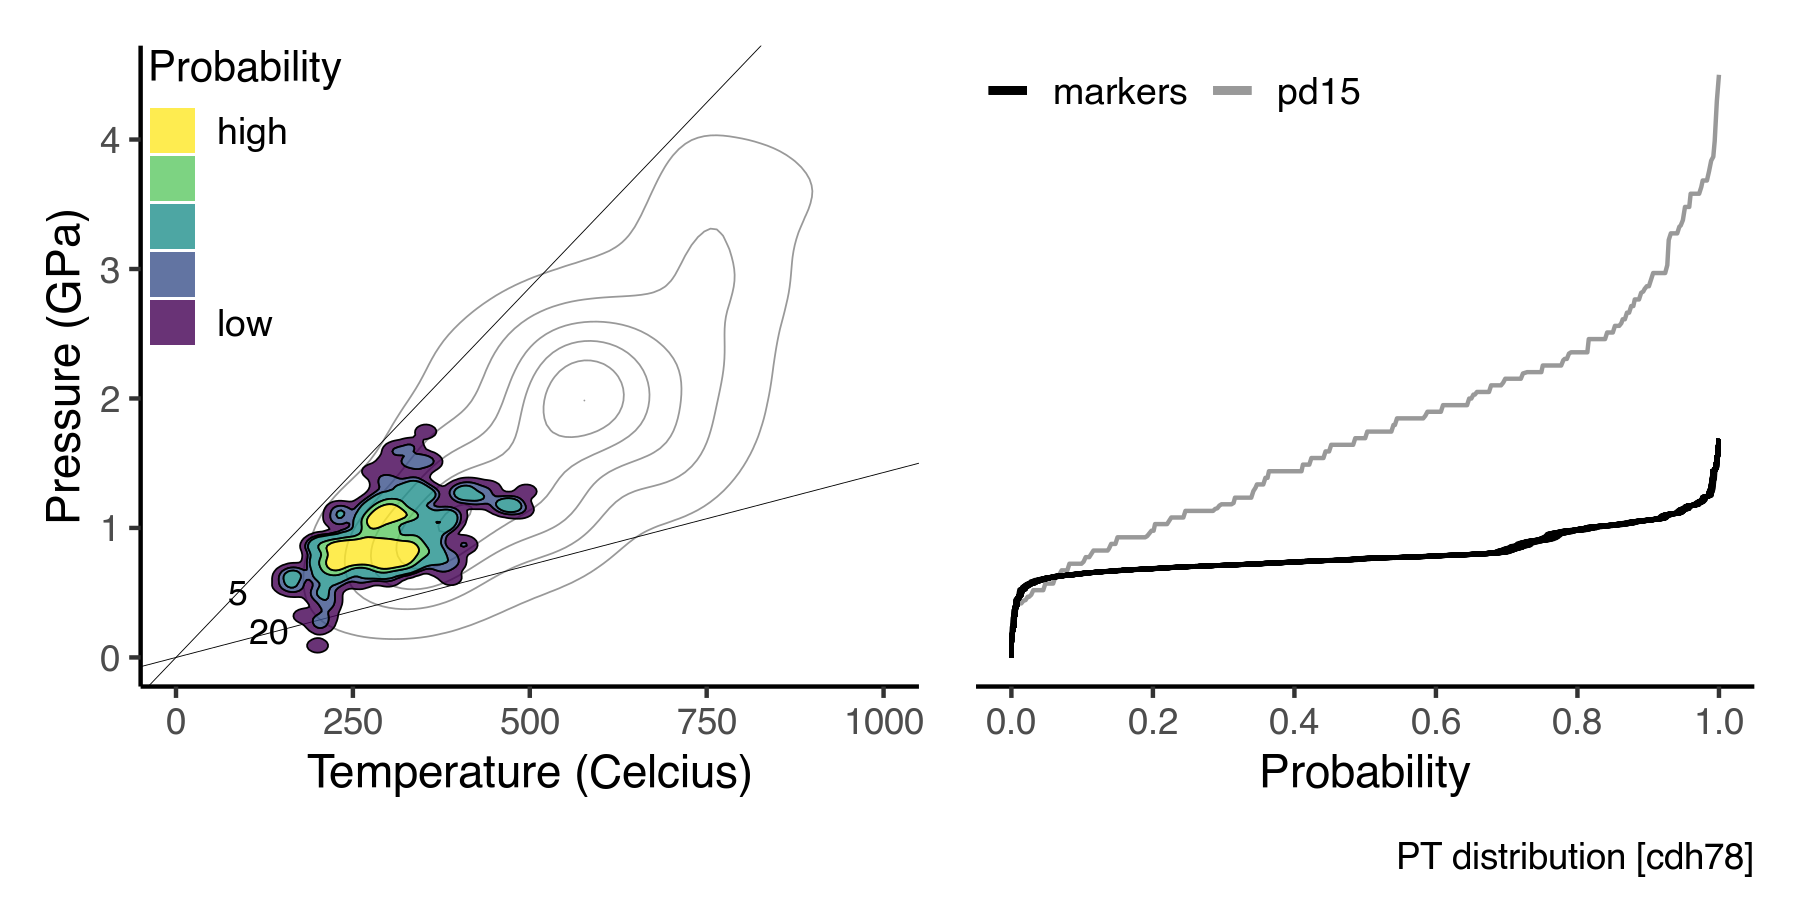 Probability
high
low
Pressure (GPa)
4
3
2
1
0
5
20
0 250 500 750 1000
Temperature (Celcius)
markers pd15
0.0 0.2 0.4 0.6 0.8 1.0
Probability
PT distribution [cdh78]